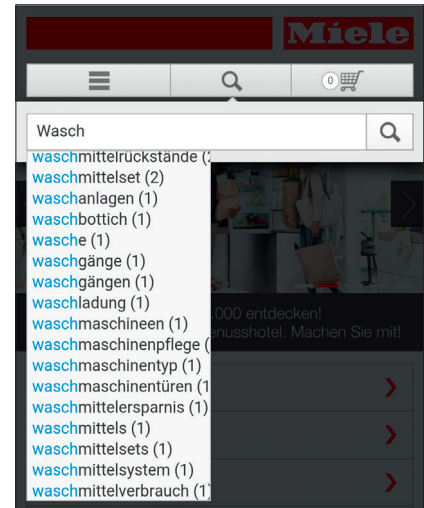 Miele
0
Wasch
waschmittelrückstände (
waschmittelset (2)
waschanlagen (1)
waschbottich (1)
wasche (1)
waschgänge (1)
waschgängen (1)
waschladung (1)
waschmaschineen (1)
waschmaschinenpflege (
waschmaschinentyp (1)
waschmaschinentüren (1
waschmittelersparnis (1)
waschmittels (1)
waschmittelsets (1)
waschmittelsystem (1)
waschmittelverbrauch (1)
.000 entdecken!
enusshotel. Machen Sie mit!